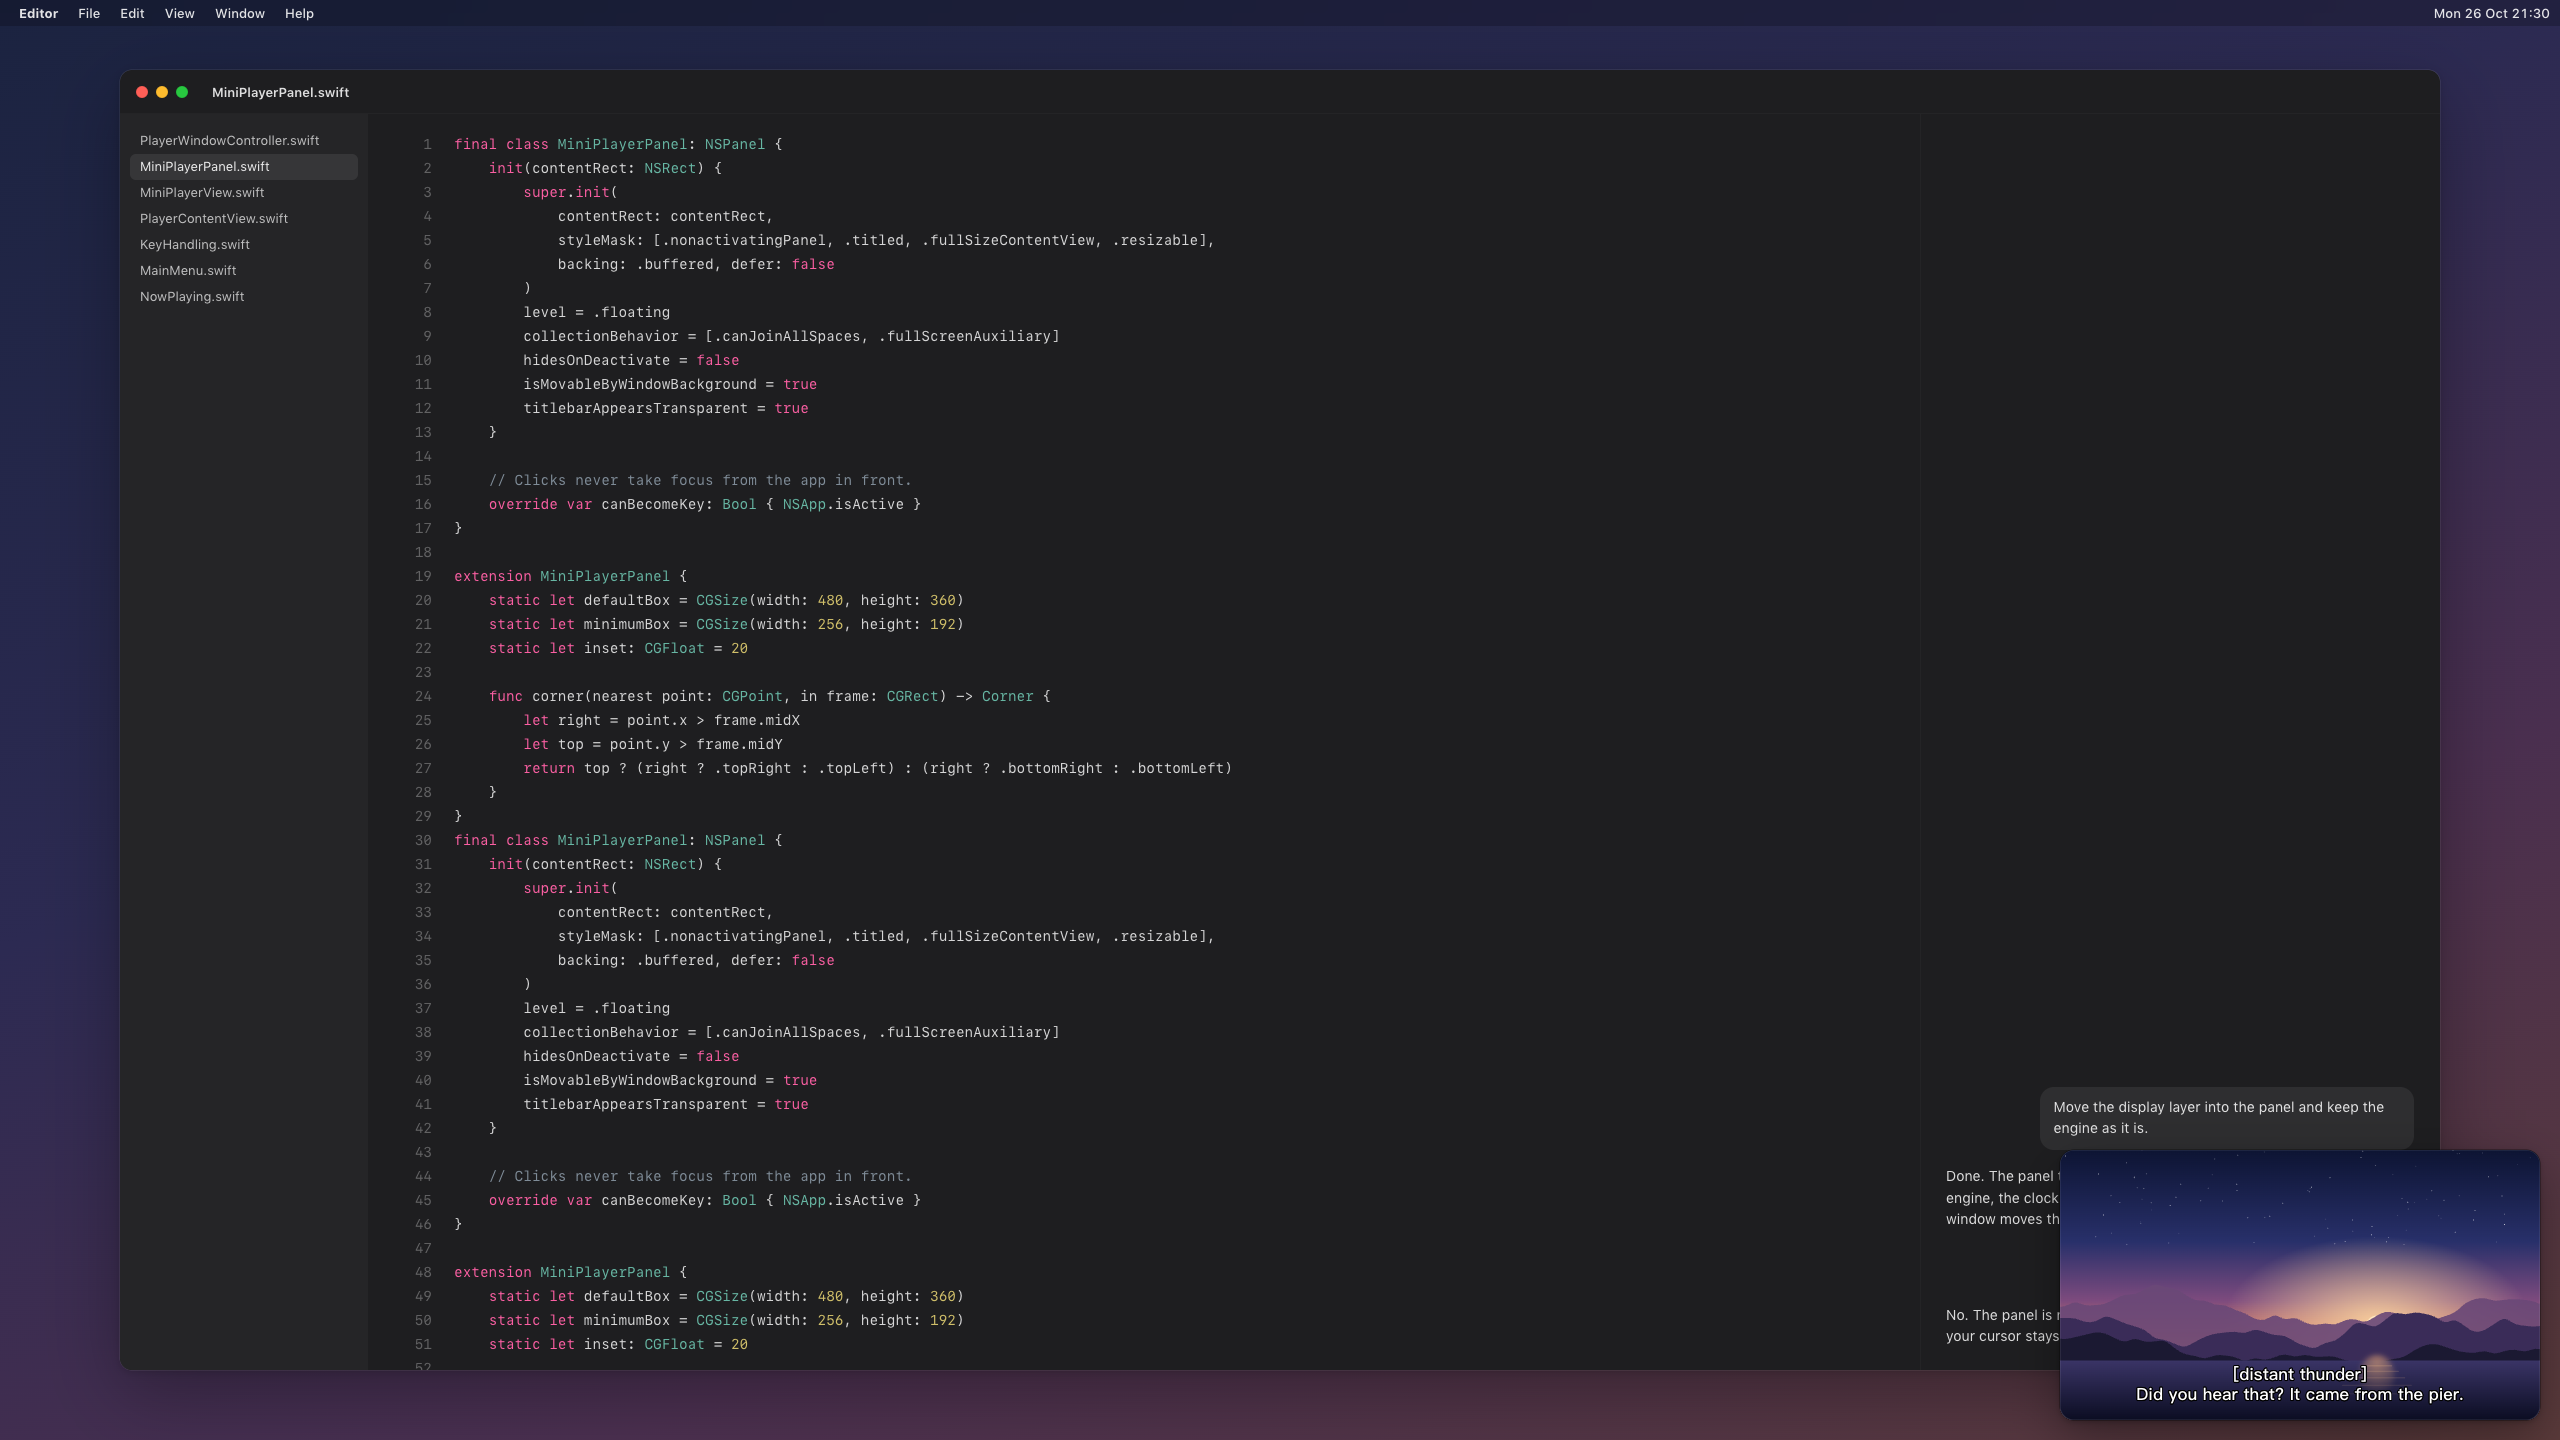 Editor File Edit View Window Help
Mon 26 Oct 21:30
MiniPlayerPanel.swift
PlayerWindowController.swift
MiniPlayerPanel.swift
MiniPlayerView.swift
PlayerContentView.swift
KeyHandling.swift
MainMenu.swift
NowPlaying.swift
1 final class MiniPlayerPanel: NSPanel {
2     init(contentRect: NSRect) {
3         super.init(
4             contentRect: contentRect,
5             styleMask: [.nonactivatingPanel, .titled, .fullSizeContentView, .resizable],
6             backing: .buffered, defer: false
7         )
8         level = .floating
9         collectionBehavior = [.canJoinAllSpaces, .fullScreenAuxiliary]
10         hidesOnDeactivate = false
11         isMovableByWindowBackground = true
12         titlebarAppearsTransparent = true
13     }
14
15     // Clicks never take focus from the app in front.
16     override var canBecomeKey: Bool { NSApp.isActive }
17 }
18
19 extension MiniPlayerPanel {
20     static let defaultBox = CGSize(width: 480, height: 360)
21     static let minimumBox = CGSize(width: 256, height: 192)
22     static let inset: CGFloat = 20
23
24     func corner(nearest point: CGPoint, in frame: CGRect) -> Corner {
25         let right = point.x > frame.midX
26         let top = point.y > frame.midY
27         return top ? (right ? .topRight : .topLeft) : (right ? .bottomRight : .bottomLeft)
28     }
29 }
30 final class MiniPlayerPanel: NSPanel {
31     init(contentRect: NSRect) {
32         super.init(
33             contentRect: contentRect,
34             styleMask: [.nonactivatingPanel, .titled, .fullSizeContentView, .resizable],
35             backing: .buffered, defer: false
36         )
37         level = .floating
38         collectionBehavior = [.canJoinAllSpaces, .fullScreenAuxiliary]
39         hidesOnDeactivate = false
40         isMovableByWindowBackground = true
41         titlebarAppearsTransparent = true
42     }
43
44     // Clicks never take focus from the app in front.
45     override var canBecomeKey: Bool { NSApp.isActive }
46 }
47
48 extension MiniPlayerPanel {
49     static let defaultBox = CGSize(width: 480, height: 360)
50     static let minimumBox = CGSize(width: 256, height: 192)
51     static let inset: CGFloat = 20
52
Move the display layer into the panel and keep the
engine as it is.
Done. The panel
engine, the clock
window moves th
No. The panel is
your cursor stays
[distant thunder]
Did you hear that? It came from the pier.